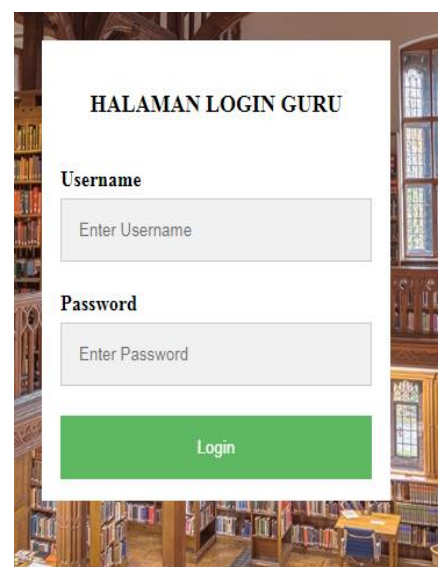 HALAMAN LOGIN GURU
Username
Enter Username
Password
Enter Password
Login